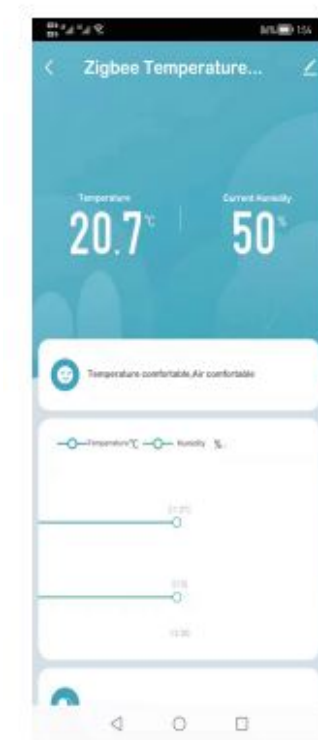 Zigbee Temperature...
Temperature
Current Humidity
20.7 ℃
50 %
Temperature comfortable,Air comfortable
Temperature℃
Humidity %